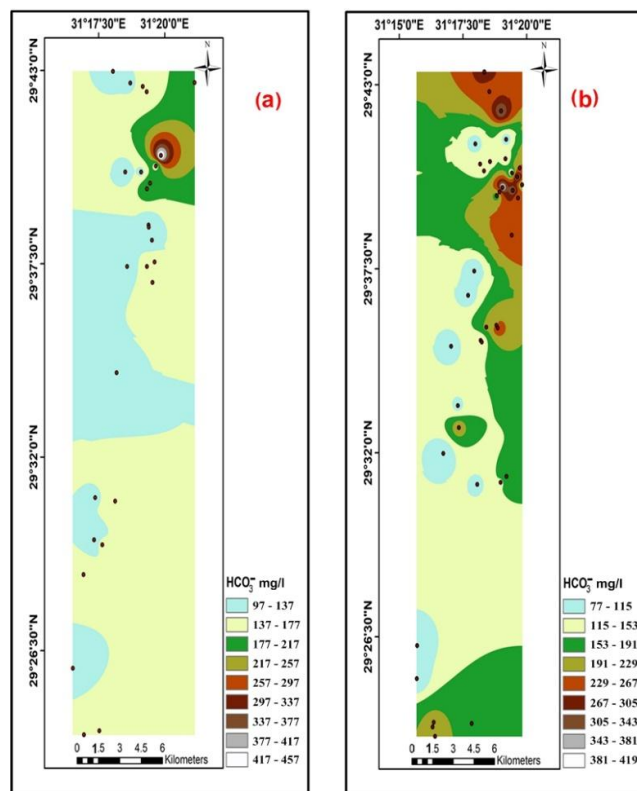 31°17'30"E 31°20'0"E
N
(a)
29°43'0"N
29°37'30"N
29°32'0"N
29°26'30"N
HCO₃⁻ mg/l
97 - 137
137 - 177
177 - 217
217 - 257
257 - 297
297 - 337
337 - 377
377 - 417
417 - 457
0 1.5 3 4.5 6
Kilometers
31°15'0"E 31°17'30"E 31°20'0"E
N
(b)
29°43'0"N
29°37'30"N
29°32'0"N
29°26'30"N
HCO₃⁻ mg/l
77 - 115
115 - 153
153 - 191
191 - 229
229 - 267
267 - 305
305 - 343
343 - 381
381 - 419
0 1.5 3 4.5 6
Kilometers